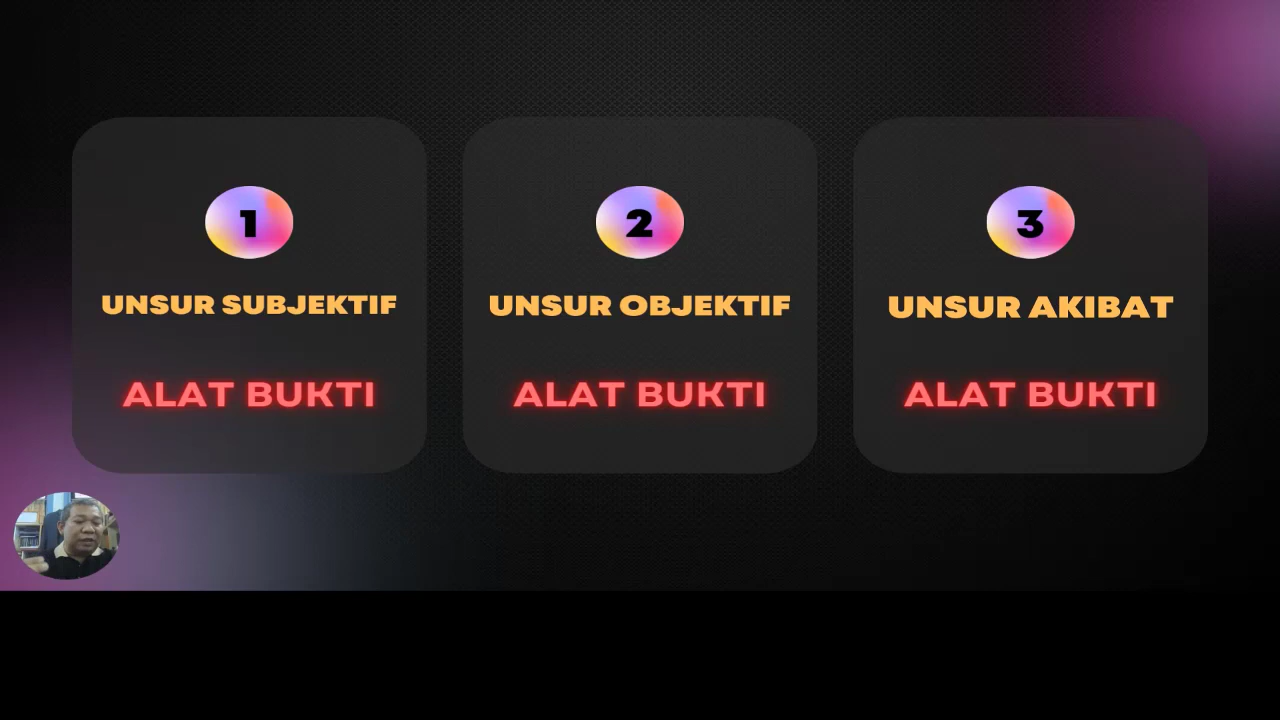 1
UNSUR SUBJEKTIF
ALAT BUKTI
2
UNSUR OBJEKTIF
ALAT BUKTI
3
UNSUR AKIBAT
ALAT BUKTI